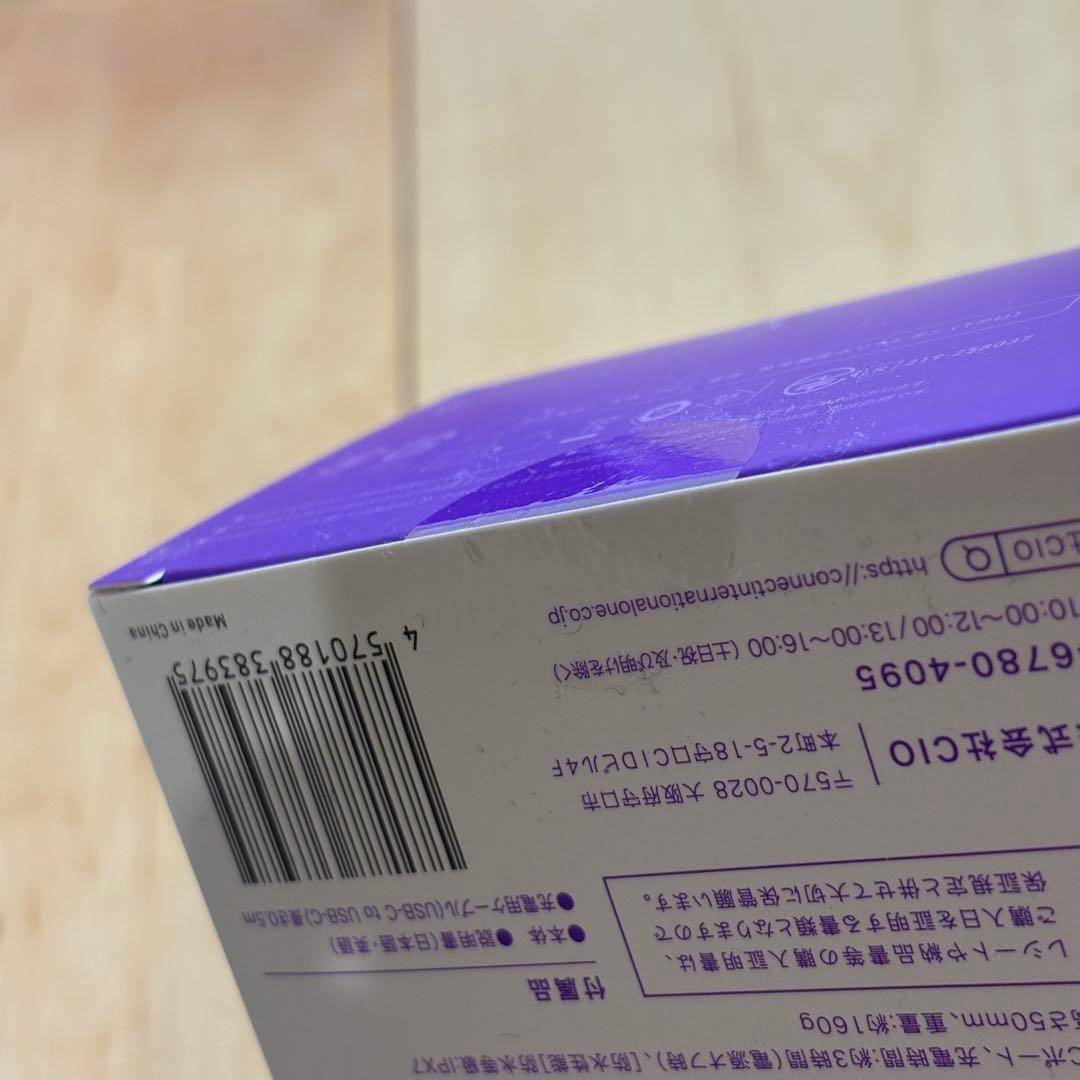 ポート、充電時間:約3時間(電源オフ時)、[防水性能]防水等級:IPX7
さ50mm、重量:約160g
レシートや納品書等の購入証明書は、
ご購入日を証明する書類となりますので
保証規定と併せて大切に保管願います。
付属品
●本体 ●説明書(日本語・英語)
●充電用ケーブル(USB-C to USB-C)長さ0.5m
式会社CIO
〒570-0028 大阪府守口市
本町2-5-18守口CIDビル4F
6780-4095
10:00〜12:00 / 13:00〜16:00 (土日祝・及び明けを除く)
社CIO
https://connectinternationalone.co.jp
4 570188 383975
Made in China